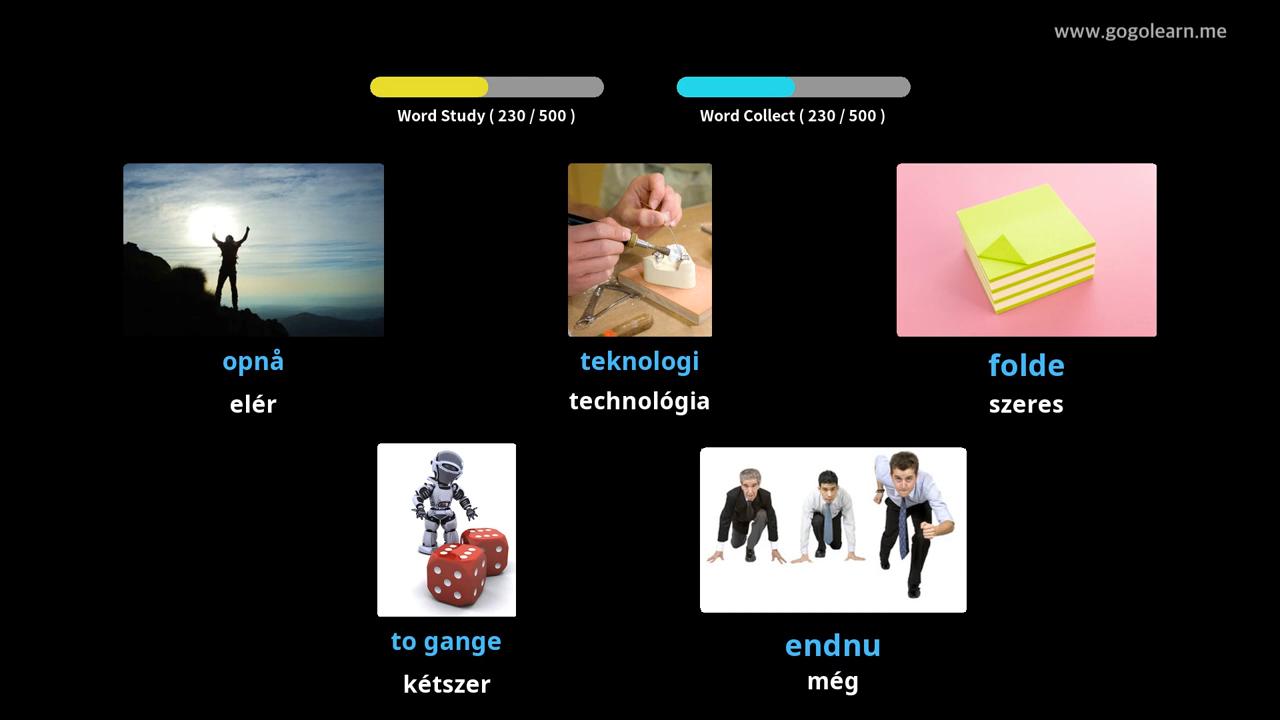 www.gogolearn.me
Word Study ( 230 / 500 )
Word Collect ( 230 / 500 )
opnå
elér
teknologi
technológia
folde
szeres
to gange
kétszer
endnu
még